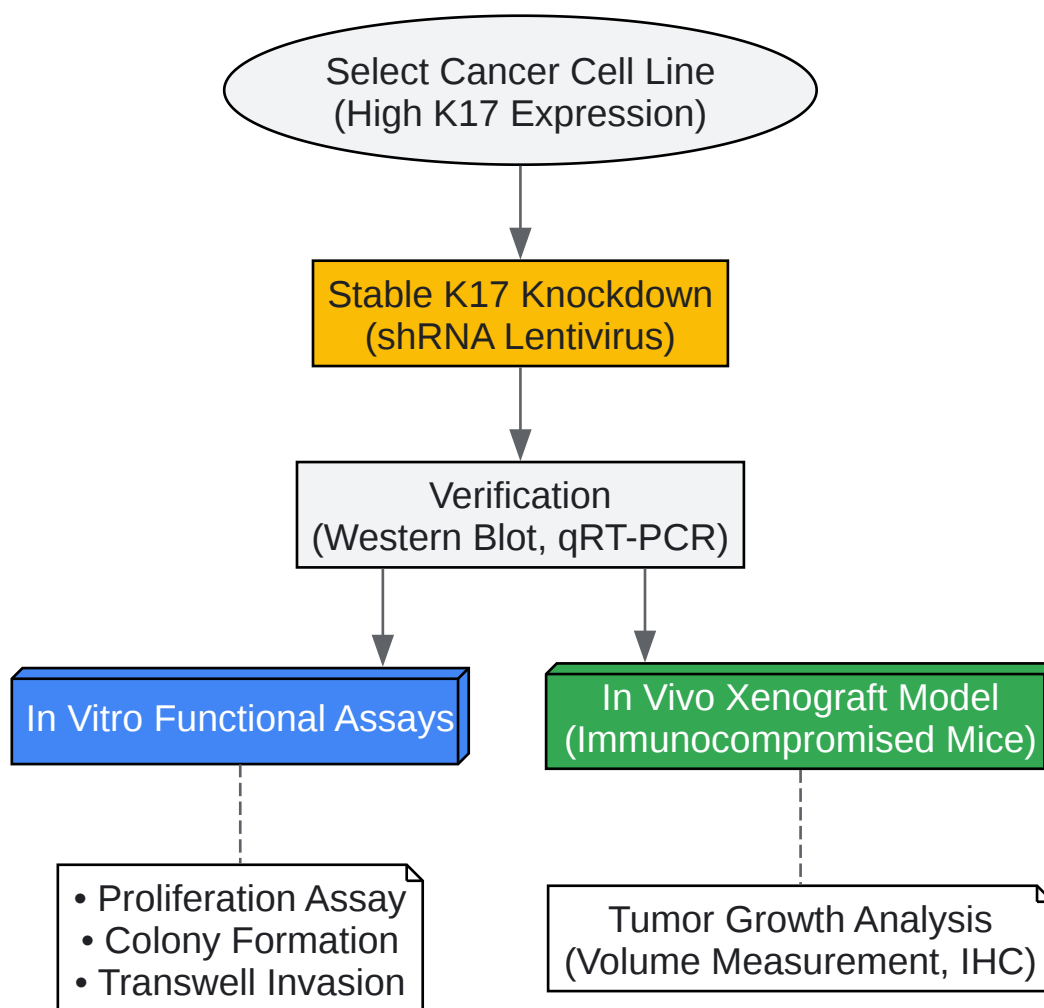 Select Cancer Cell Line
(High K17 Expression)
Stable K17 Knockdown
(shRNA Lentivirus)
Verification
(Western Blot, qRT-PCR)
In Vitro Functional Assays
In Vivo Xenograft Model
(Immunocompromised Mice)
• Proliferation Assay
• Colony Formation
• Transwell Invasion
Tumor Growth Analysis
(Volume Measurement, IHC)